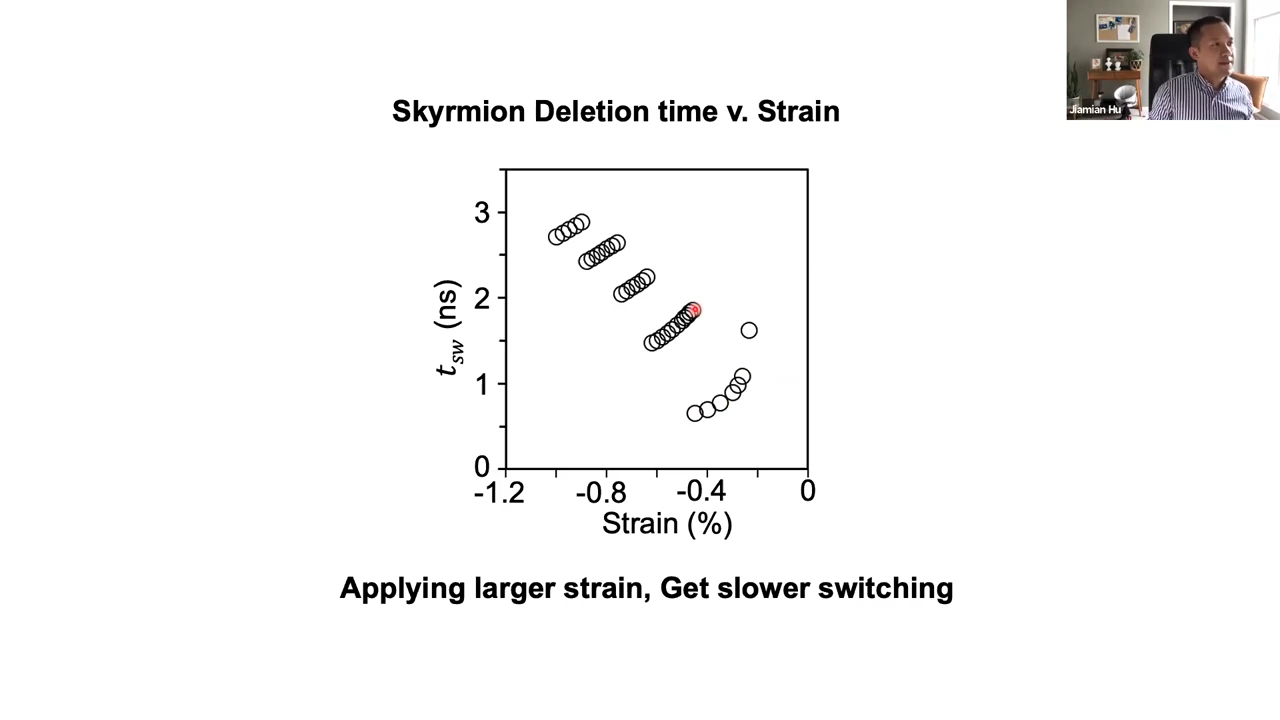 Jiamian Hu
Skyrmion Deletion time v. Strain
3
2
1
0
t_sw (ns)
-1.2 -0.8 -0.4 0
Strain (%)
Applying larger strain, Get slower switching